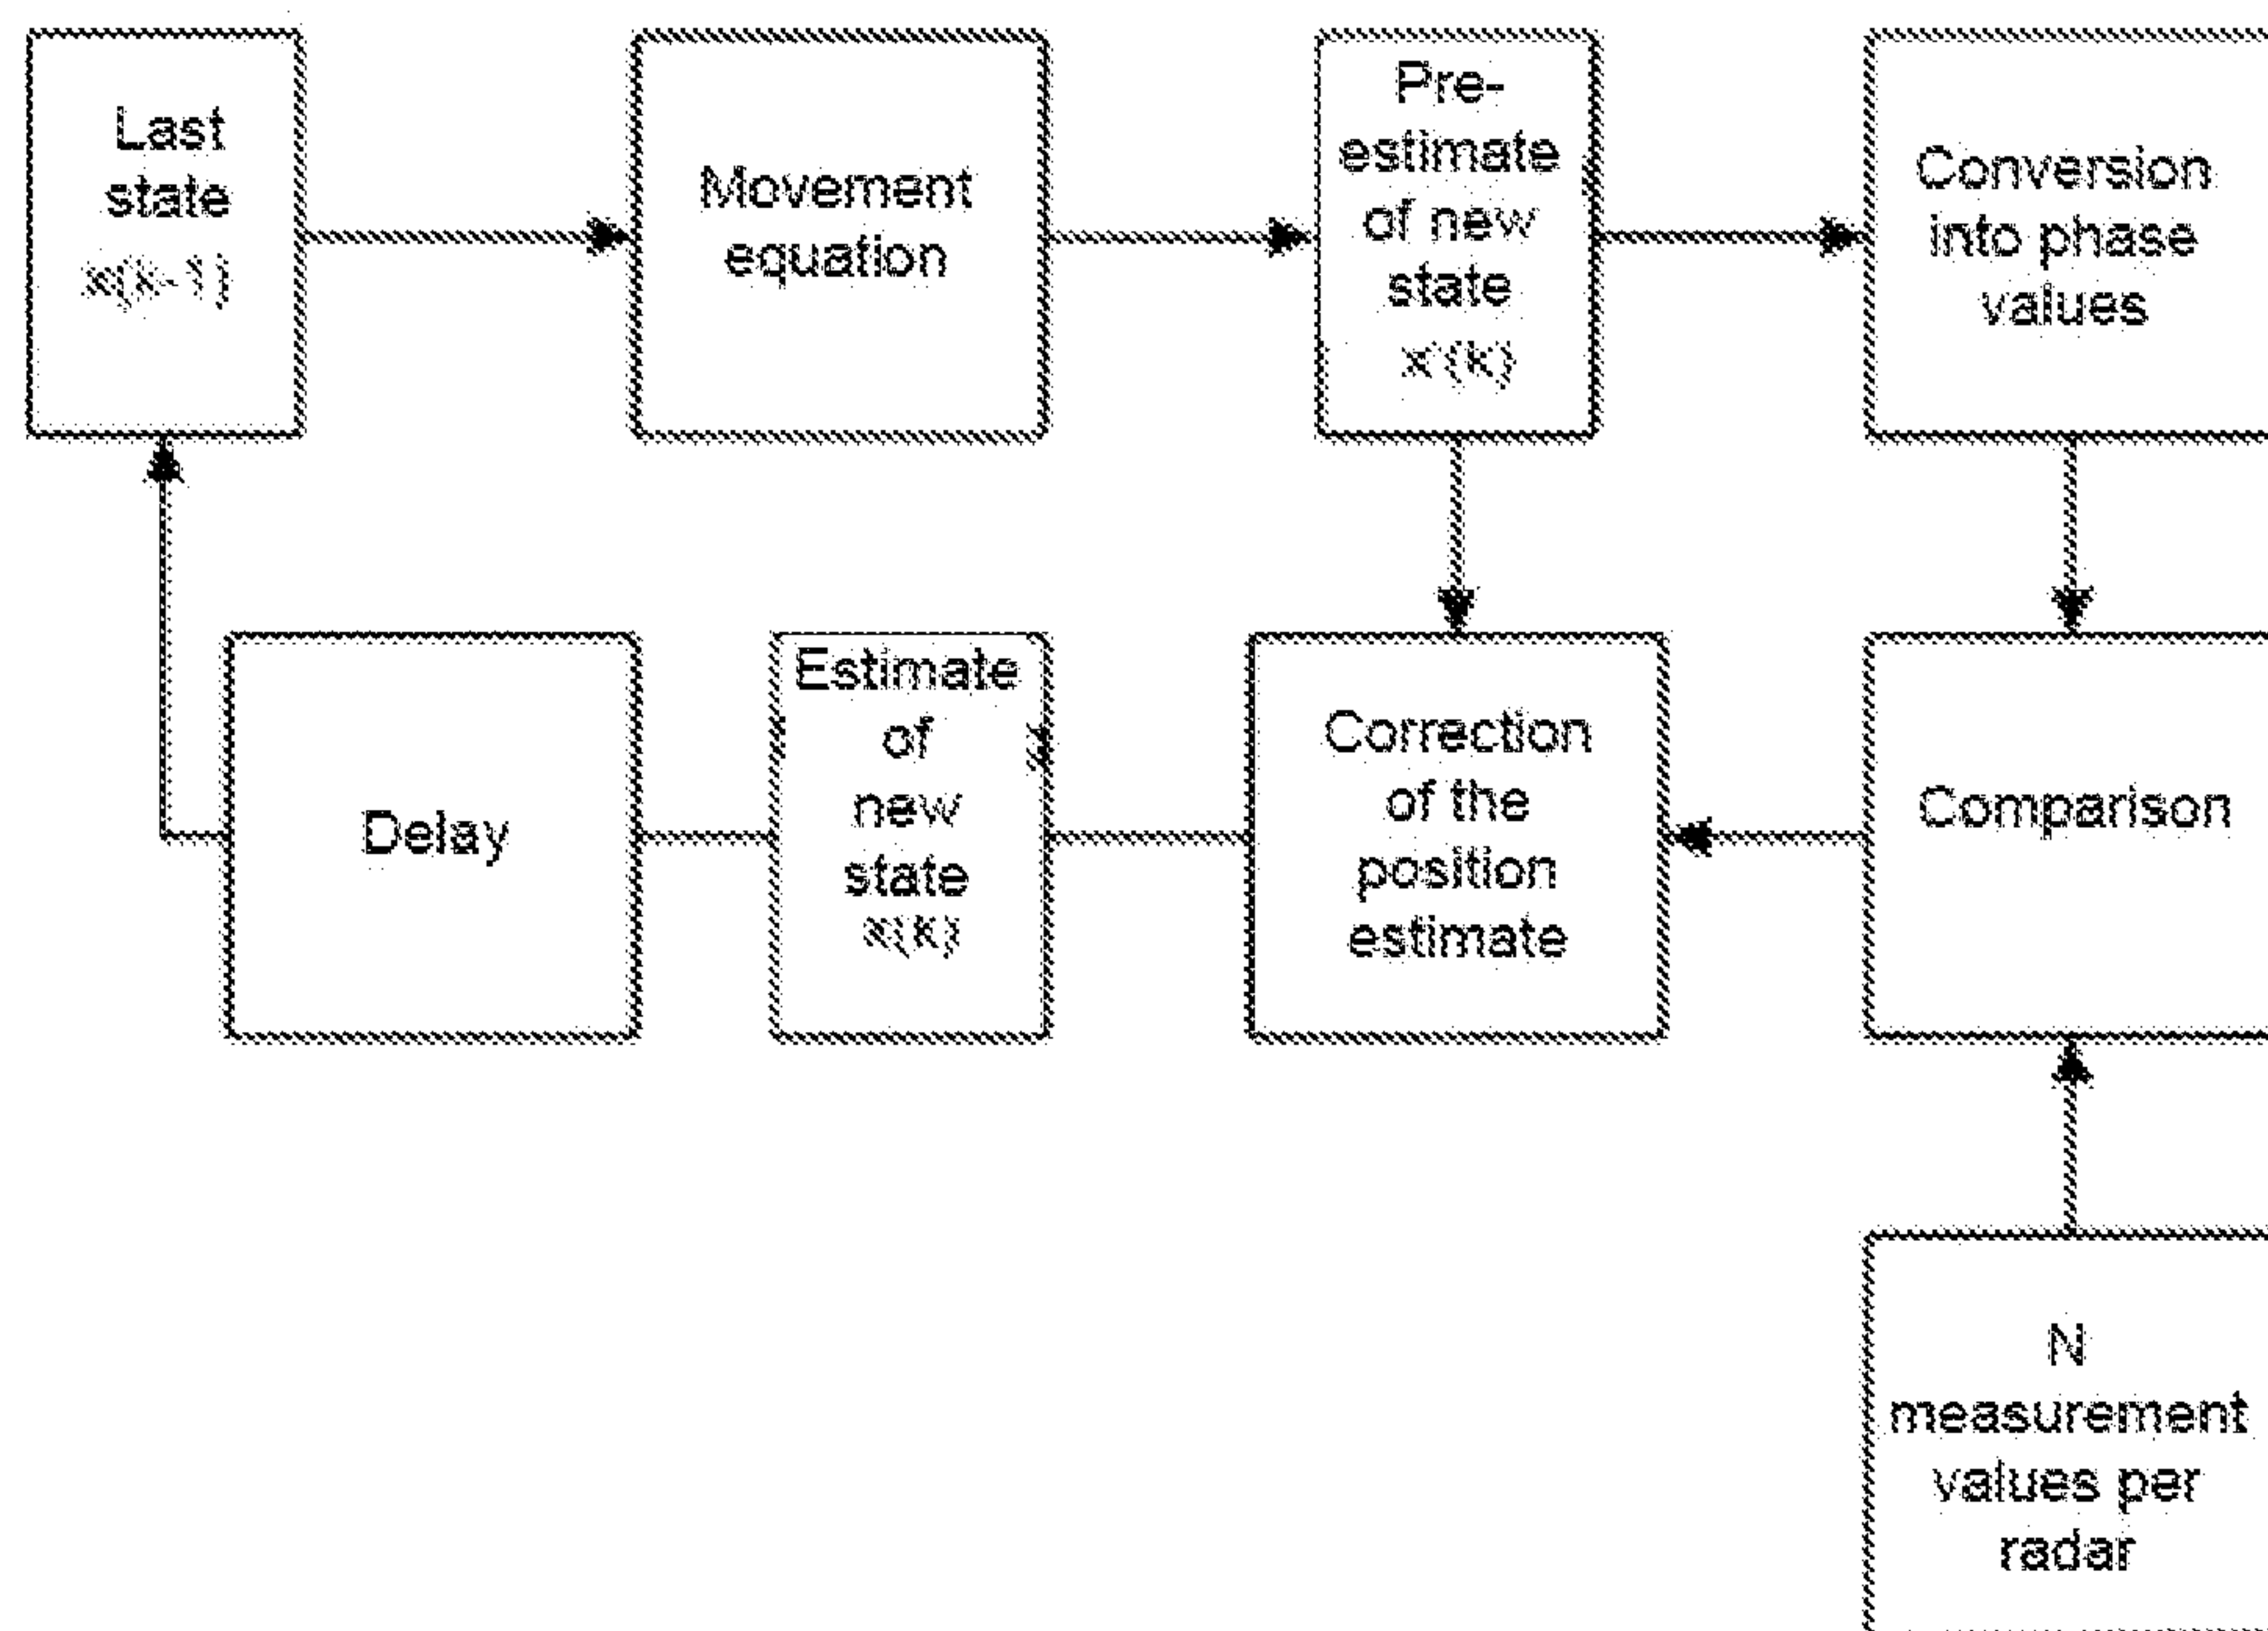 Last
state
x(k-1)
Movement
equation
Pre-
estimate
of new
state
x'(k)
Conversion
into phase
values
Delay
Estimate
of
new
state
x(k)
Correction
of the
position
estimate
Comparison
N
measurement
values per
radar